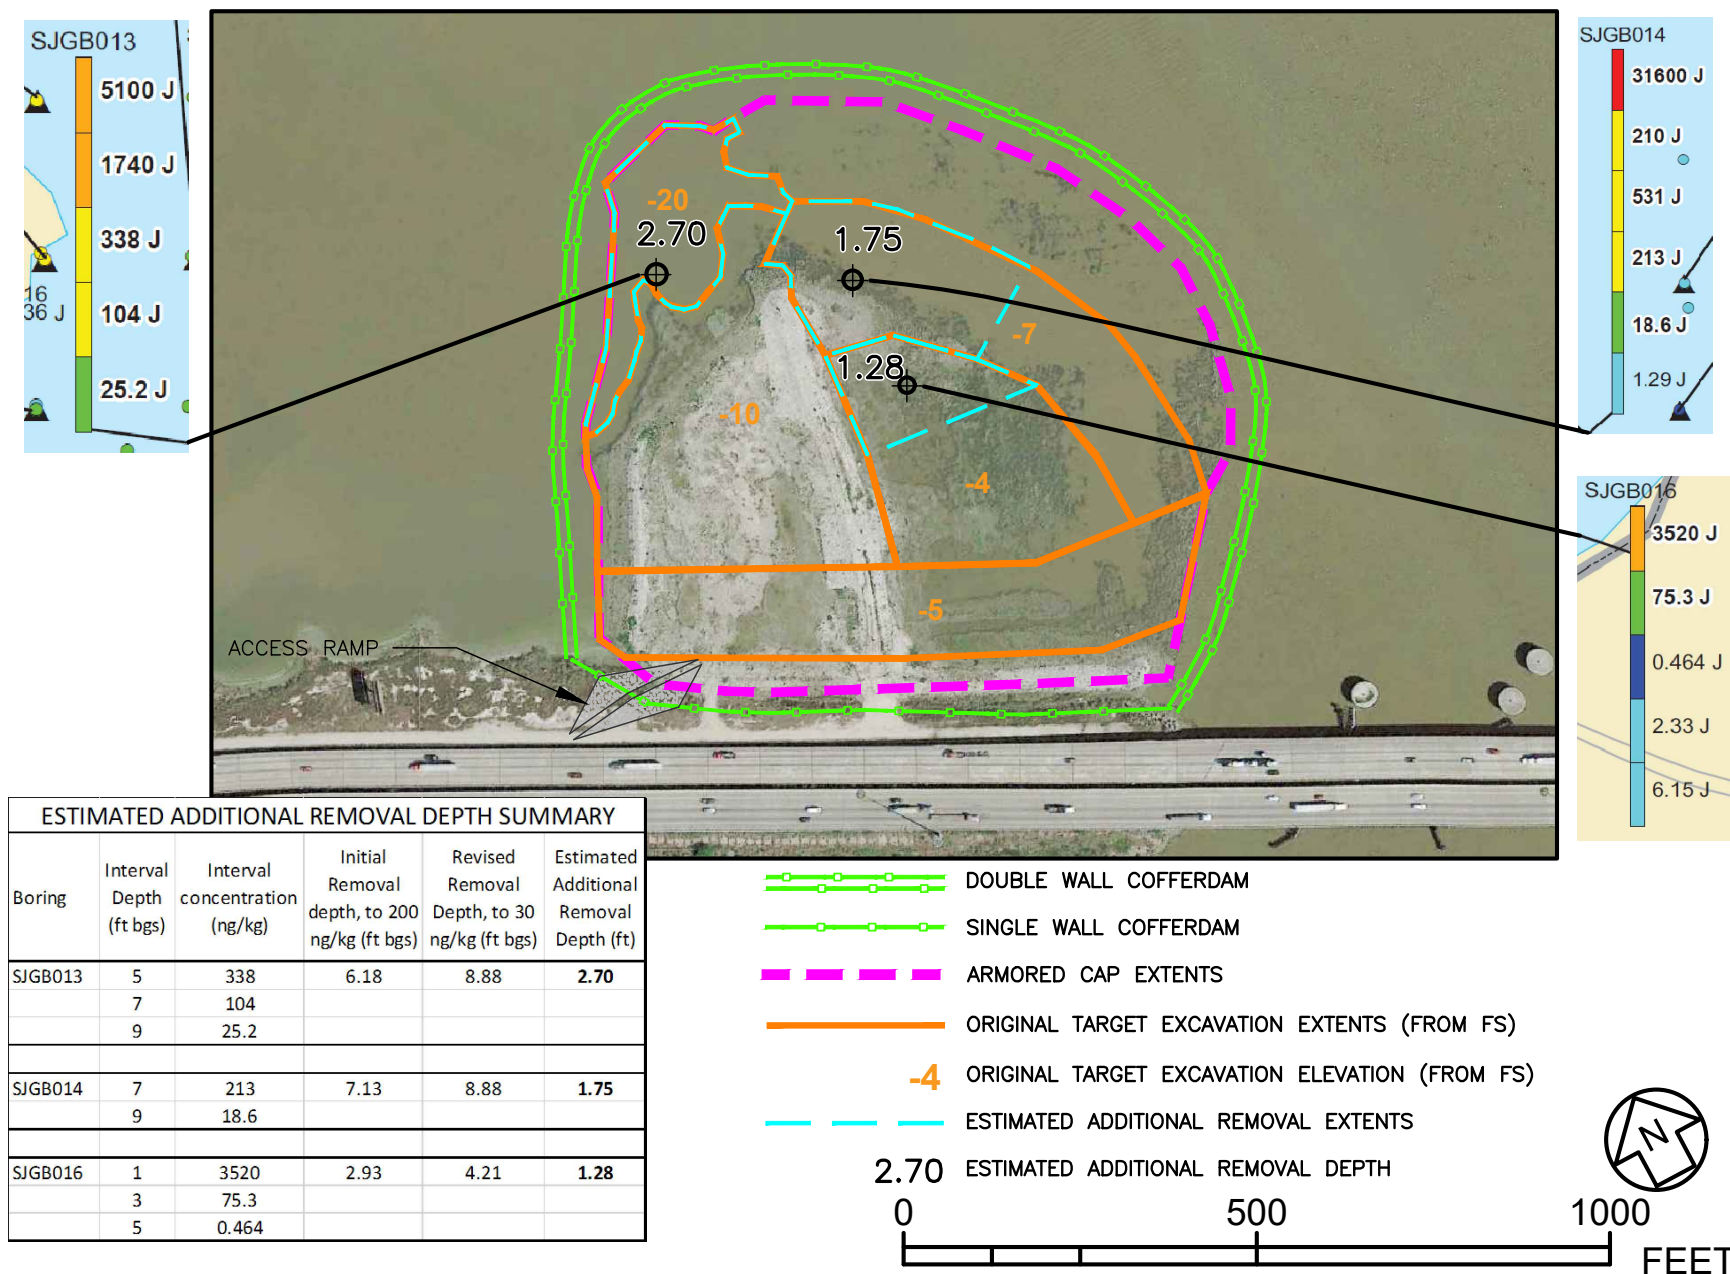 SJGB013
5100 J
1740 J
338 J
104 J
25.2 J
16
36 J
SJGB014
31600 J
210 J
531 J
213 J
18.6 J
1.29 J
SJGB016
3520 J
75.3 J
0.464 J
2.33 J
6.15 J
-20
2.70
1.75
-7
1.28
-10
-4
-5
ACCESS RAMP
ESTIMATED ADDITIONAL REMOVAL DEPTH SUMMARY
Boring Interval Depth (ft bgs) Interval concentration (ng/kg) Initial Removal depth, to 200 ng/kg (ft bgs) Revised Removal Depth, to 30 ng/kg (ft bgs) Estimated Additional Removal Depth (ft)
SJGB013 5 338 6.18 8.88 2.70
7 104
9 25.2
SJGB014 7 213 7.13 8.88 1.75
9 18.6
SJGB016 1 3520 2.93 4.21 1.28
3 75.3
5 0.464
DOUBLE WALL COFFERDAM
SINGLE WALL COFFERDAM
ARMORED CAP EXTENTS
ORIGINAL TARGET EXCAVATION EXTENTS (FROM FS)
-4 ORIGINAL TARGET EXCAVATION ELEVATION (FROM FS)
ESTIMATED ADDITIONAL REMOVAL EXTENTS
2.70 ESTIMATED ADDITIONAL REMOVAL DEPTH
N
0 500 1000
FEET